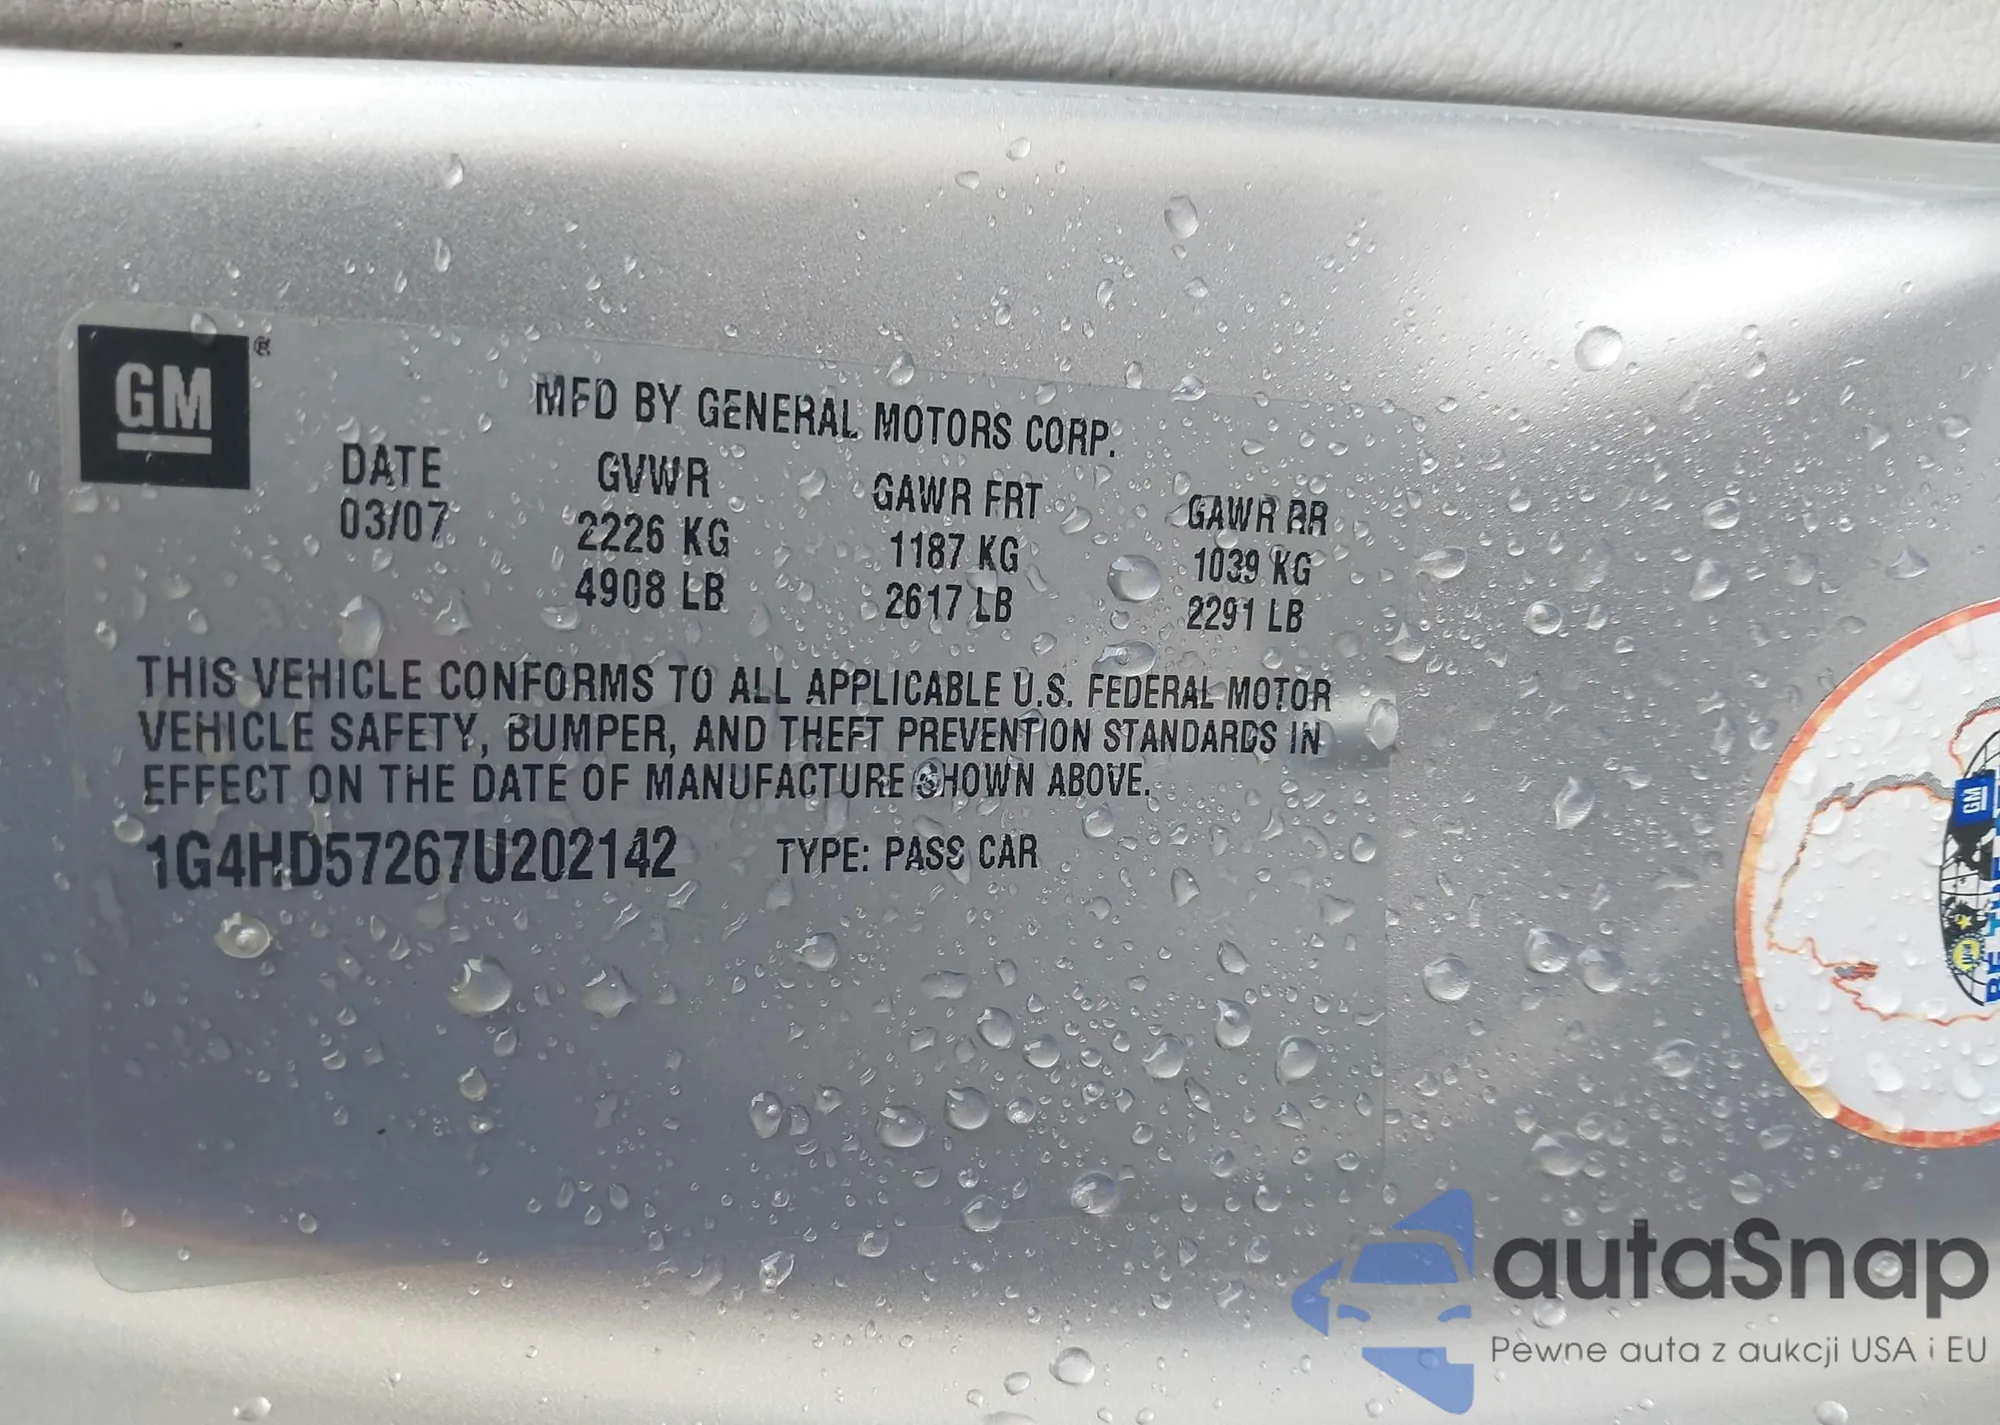 GM ®
MFD BY GENERAL MOTORS CORP.
DATE GVWR GAWR FRT GAWR RR
03/07 2226 KG 1187 KG 1039 KG
4908 LB 2617 LB 2291 LB
THIS VEHICLE CONFORMS TO ALL APPLICABLE U.S. FEDERAL MOTOR
VEHICLE SAFETY, BUMPER, AND THEFT PREVENTION STANDARDS IN
EFFECT ON THE DATE OF MANUFACTURE SHOWN ABOVE.
1G4HD57267U202142 TYPE: PASS CAR
GM
autaSnap
Pewne auta z aukcji USA i EU